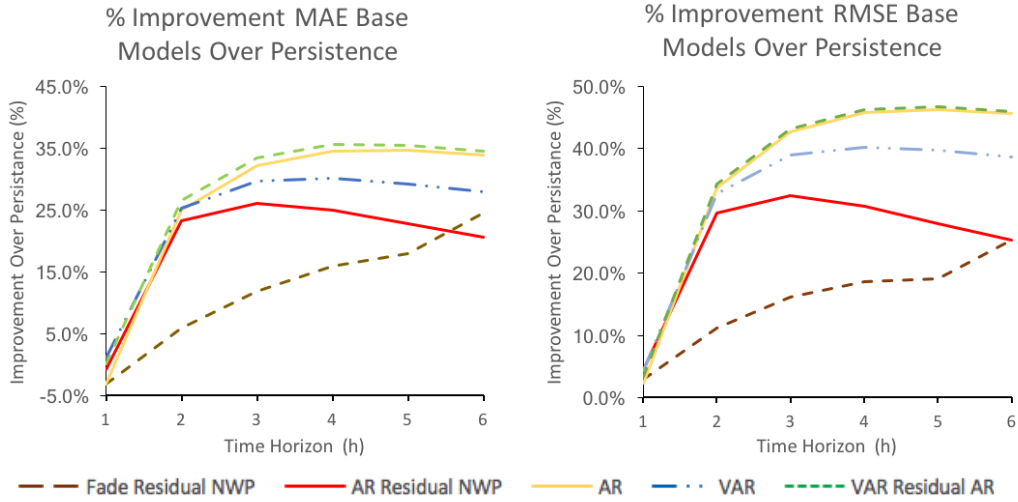 % Improvement MAE Base
Models Over Persistence
45.0%
35.0%
25.0%
15.0%
5.0%
-5.0%
Improvement Over Persistance (%)
1 2 3 4 5 6
Time Horizon (h)
% Improvement RMSE Base
Models Over Persistence
50.0%
40.0%
30.0%
20.0%
10.0%
0.0%
Improvement Over Persistance (%)
1 2 3 4 5 6
Time Horizon (h)
Fade Residual NWP AR Residual NWP AR VAR VAR Residual AR